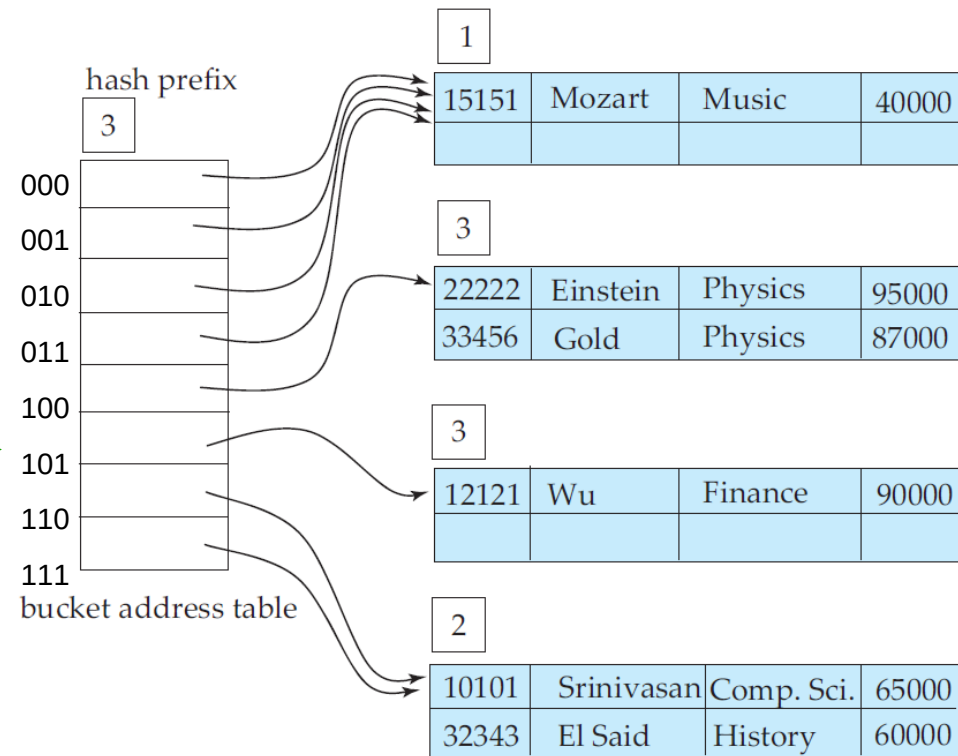 hash prefix
3
000
001
010
011
100
101
110
111
bucket address table
1
15151 Mozart Music 40000
3
22222 Einstein Physics 95000
33456 Gold Physics 87000
3
12121 Wu Finance 90000
2
10101 Srinivasan Comp. Sci. 65000
32343 El Said History 60000